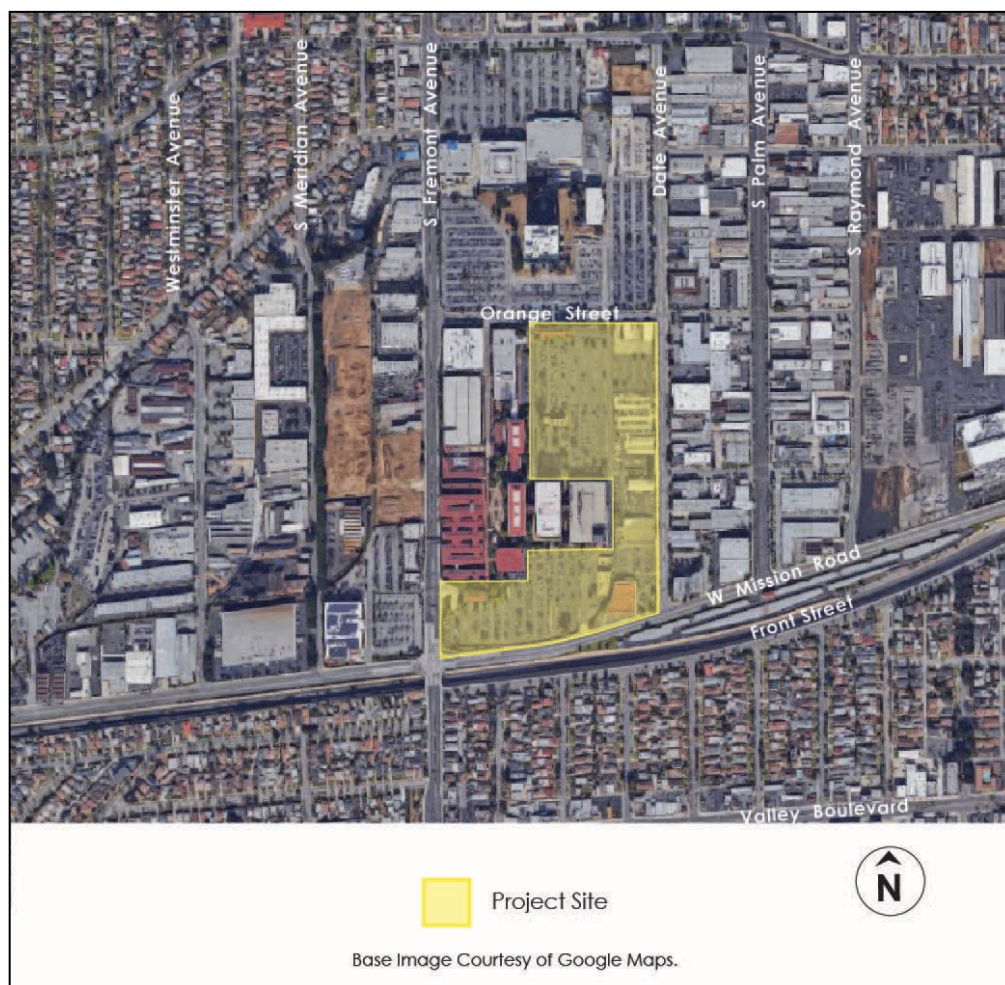 Westminster Avenue
S Meridian Avenue
S Fremont Avenue
Date Avenue
S Palm Avenue
S Raymond Avenue
Orange Street
W Mission Road
Front Street
Valley Boulevard
N
Project Site
Base Image Courtesy of Google Maps.